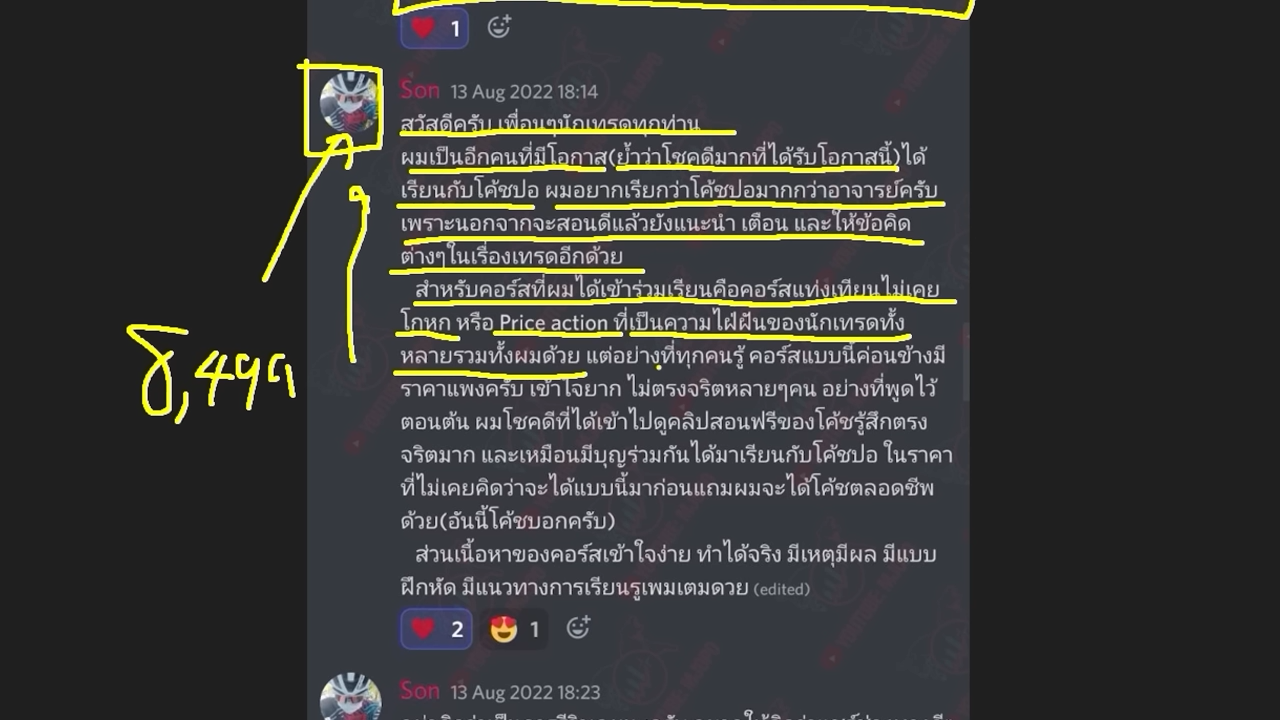 1
Son 13 Aug 2022 18:14
สวัสดีครับ เพื่อนๆนักเทรดทุกท่าน
ผมเป็นอีกคนที่มีโอกาส(ย้ำว่าโชคดีมากที่ได้รับโอกาสนี้)ได้
เรียนกับโค้ชปอ ผมอยากเรียกว่าโค้ชปอมากกว่าอาจารย์ครับ
เพราะนอกจากจะสอนดีแล้วยังแนะนำ เตือน และให้ข้อคิด
ต่างๆในเรื่องเทรดอีกด้วย
สำหรับคอร์สที่ผมได้เข้าร่วมเรียนคือคอร์สแท่งเทียนไม่เคย
โกหก หรือ Price action ที่เป็นความไฝ่ฝันของนักเทรดทั้ง
หลายรวมทั้งผมด้วย แต่อย่างที่ทุกคนรู้ คอร์สแบบนี้ค่อนข้างมี
ราคาแพงครับ เข้าใจยาก ไม่ตรงจริตหลายๆคน อย่างที่พูดไว้
ตอนต้น ผมโชคดีที่ได้เข้าไปดูคลิปสอนฟรีของโค้ชรู้สึกตรง
จริตมาก และเหมือนมีบุญร่วมกันได้มาเรียนกับโค้ชปอ ในราคา
ที่ไม่เคยคิดว่าจะได้แบบนี้มาก่อนแถมผมจะได้โค้ชตลอดชีพ
ด้วย(อันนี้โค้ชบอกครับ)
ส่วนเนื้อหาของคอร์สเข้าใจง่าย ทำได้จริง มีเหตุมีผล มีแบบ
ฝึกหัด มีแนวทางการเรียนรู้เพิ่มเติมด้วย (edited)
2 1
Son 13 Aug 2022 18:23